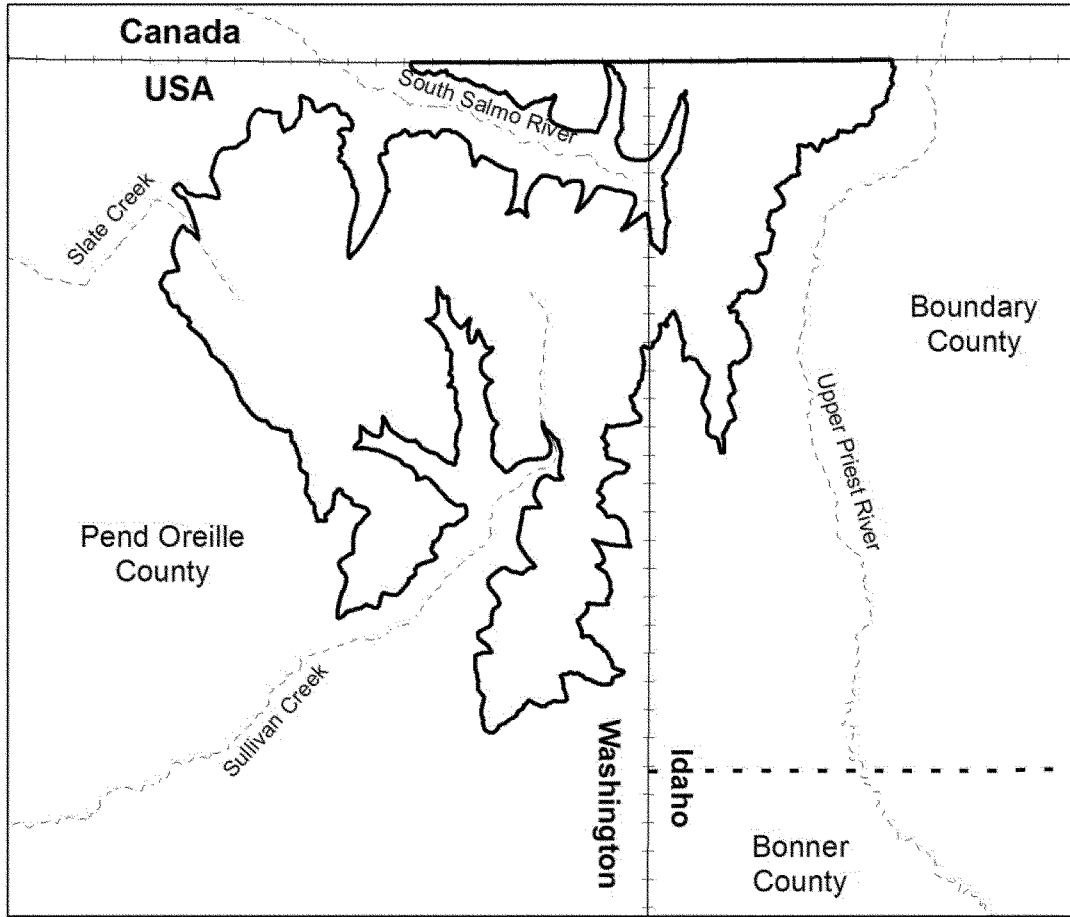 Canada
USA
South Salmo River
Slate Creek
Boundary
County
Upper Priest River
Pend Oreille
County
Sullivan Creek
Washington
Idaho
Bonner
County